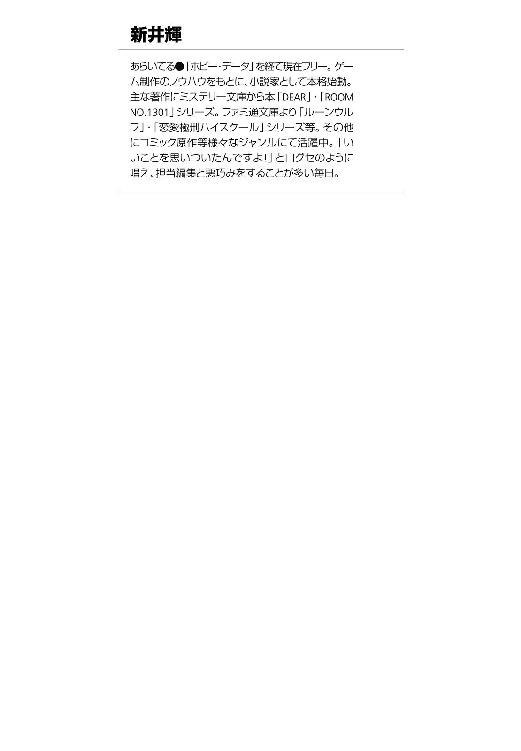 新井輝
あらいてる●「ホビー・データ」を経て現在フリー。ゲー
ム制作のノウハウをもとに、小説家として本格始動。
主な著作にミステリー文庫から本「DEAR」・「ROOM
NO.1301」シリーズ。ファミ通文庫より「ルーンウル
フ」・「恋愛極刑ハイスクール」シリーズ等。その他
にコミック原作等様々なジャンルにて活躍中。「い
いことを思いついたんですよ!」と口グセのように
唱え、担当編集と悪巧みをすることが多い毎日。